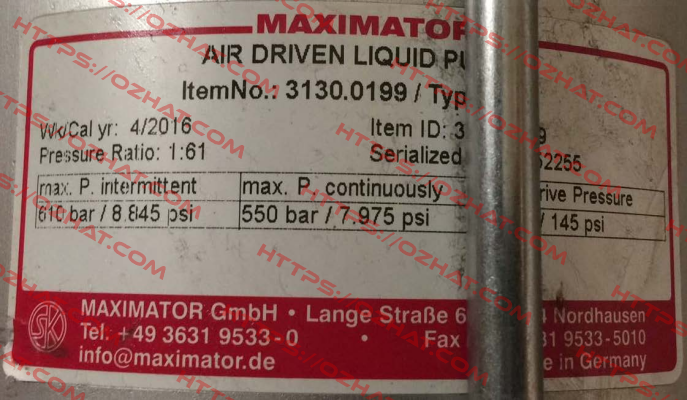 MAXIMATOR
AIR DRIVEN LIQUID
ItemNo.: 3130.0199 / Typ
Wk/Cal yr: 4/2016
Item ID: 3 9
Pressure Ratio: 1:61
Serialized 52255
max. P. intermittent max. P. continuously rive Pressure
610 bar / 8.845 psi 550 bar / 7.975 psi / 145 psi
MAXIMATOR GmbH • Lange Straße 6 4 Nordhausen
Tel. +49 3631 9533-0 • Fax 31 9533-5010
info@maximator.de e in Germany
HTTPS://OZHAT.COM